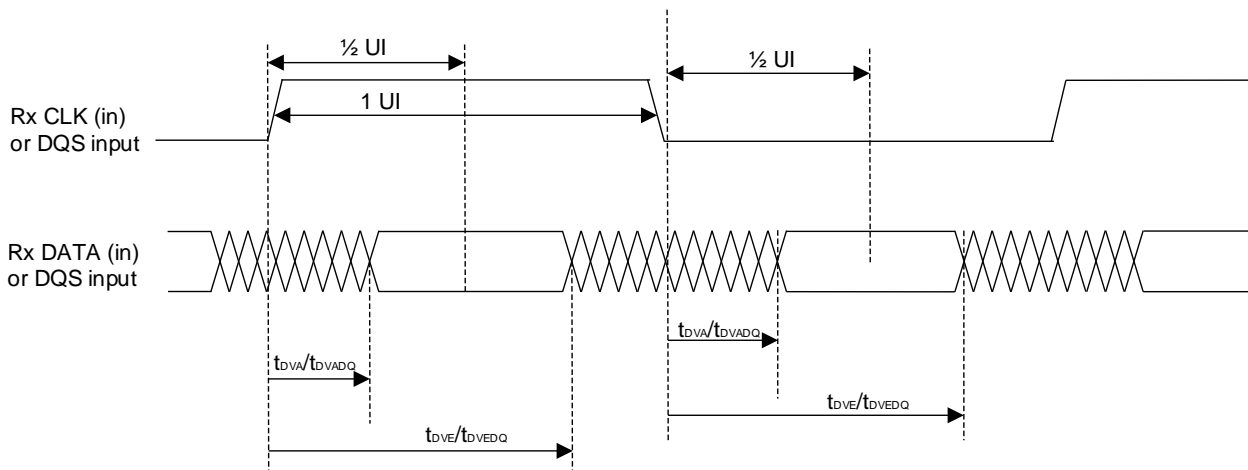 ½ UI
½ UI
Rx CLK (in)
or DQS input
1 UI
Rx DATA (in)
or DQS input
tDVA/tDVADQ
tDVA/tDVADQ
tDVE/tDVEDQ
tDVE/tDVEDQ